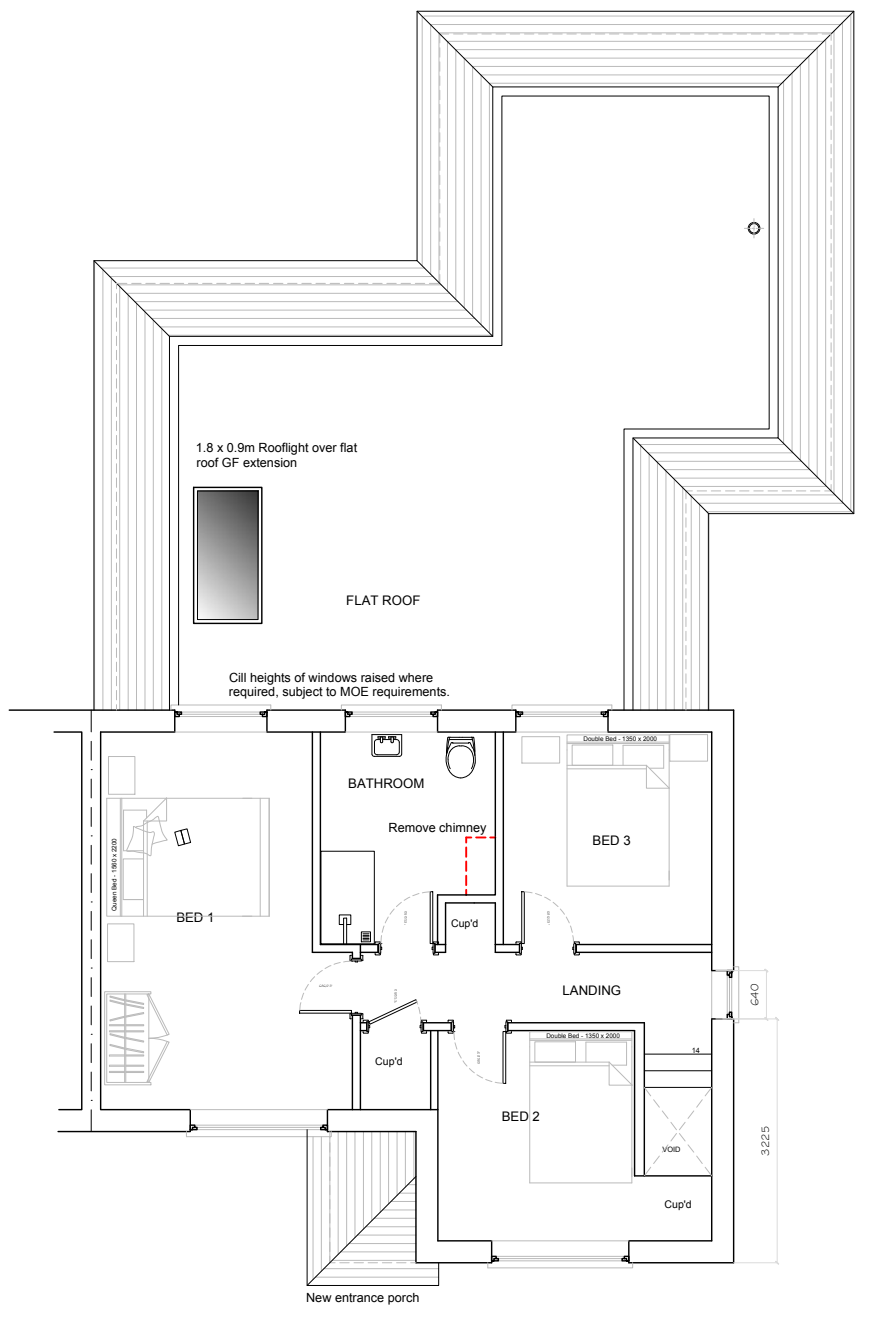 1.8 x 0.9m Rooflight over flat
roof GF extension
FLAT ROOF
Cill heights of windows raised where
required, subject to MOE requirements.
Double Bed - 1350 x 2000
BATHROOM
Remove chimney
BED 3
Queen Bed - 1560 x 2200
BED 1
Cup'd
LANDING
640
Double Bed - 1350 x 2000
14
Cup'd
BED 2
3225
VOID
Cup'd
New entrance porch